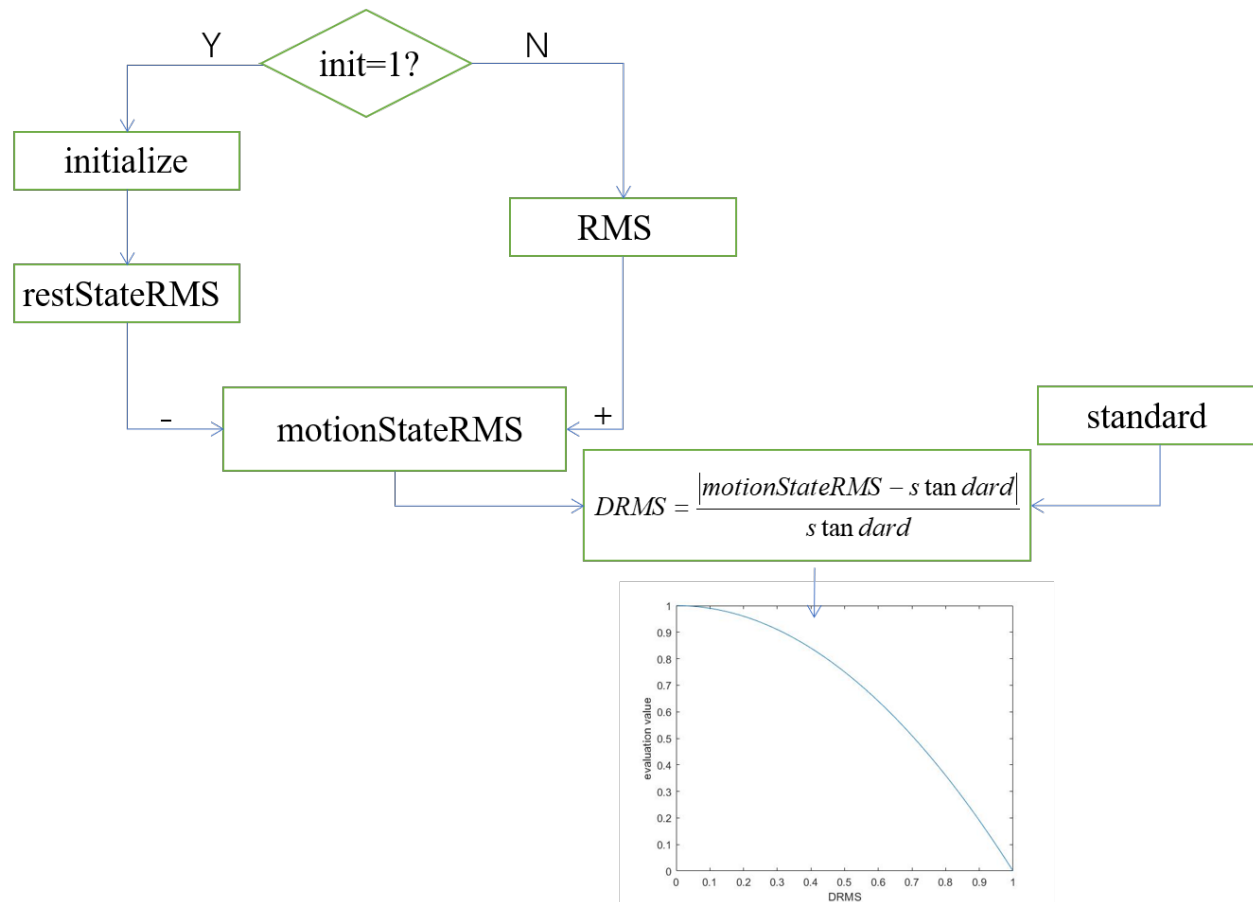 Y
N
init=1?
initialize
RMS
restStateRMS
-
+
motionStateRMS
standard
DRMS = |motionStateRMS − s tan dard|
s tan dard
1
0.9
0.8
0.7
0.6
0.5
0.4
0.3
0.2
0.1
0
evaluation value
0 0.1 0.2 0.3 0.4 0.5 0.6 0.7 0.8 0.9 1
DRMS